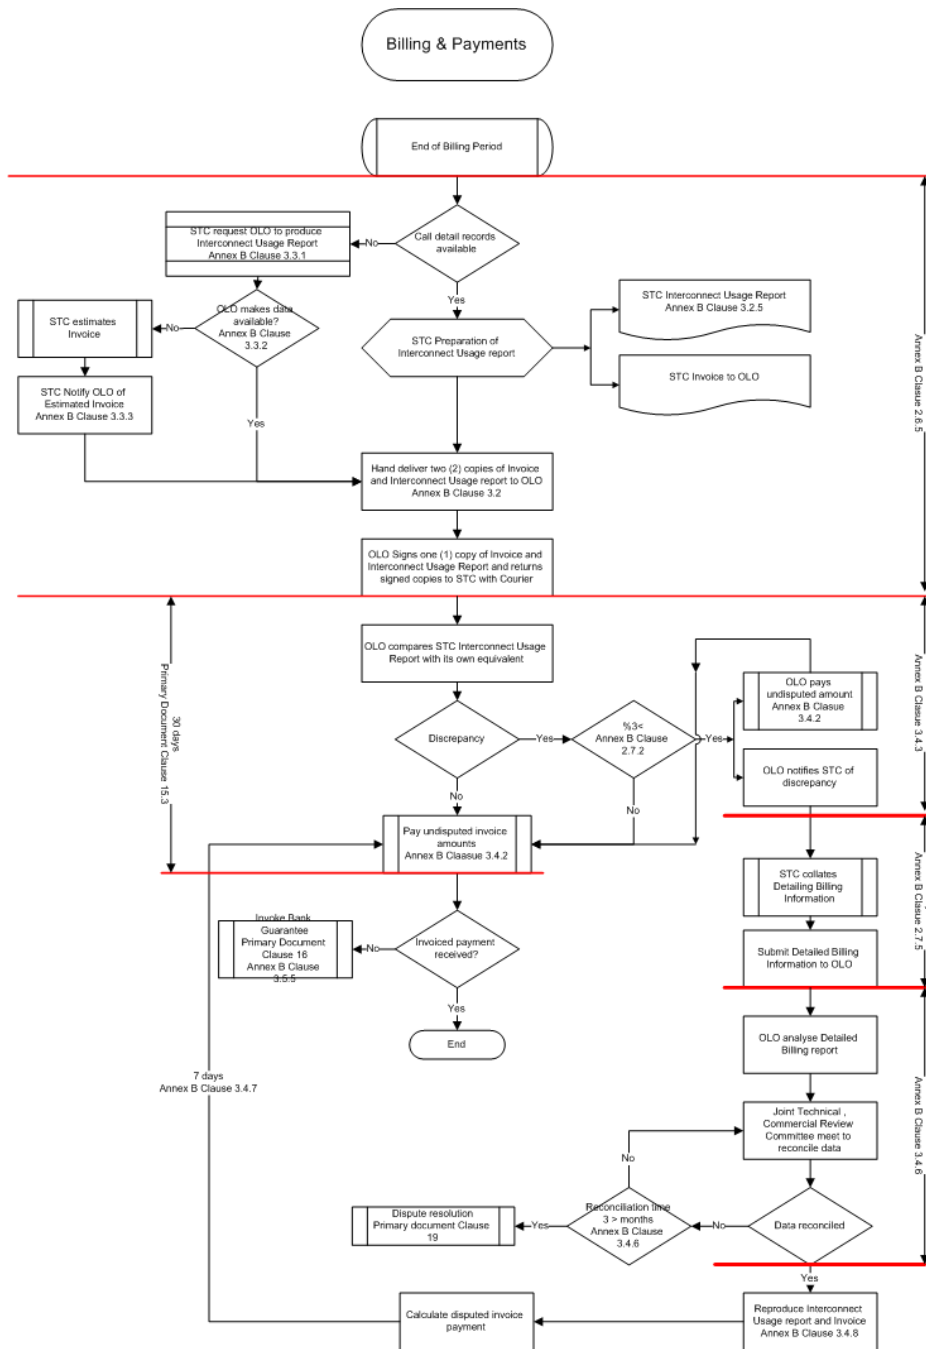 Billing & Payments
End of Billing Period
Call detail records
available
No
Yes
STC request OLO to produce
Interconnect Usage Report
Annex B Clause 3.3.1
OLO makes data
available?
Annex B Clause
3.3.2
No
Yes
STC estimates
Invoice
STC Notify OLO of
Estimated Invoice
Annex B Clause 3.3.3
STC Preparation of
Interconnect Usage report
STC Interconnect Usage Report
Annex B Clause 3.2.5
STC Invoice to OLO
Annex B Clasue 2.6.5
Hand deliver two (2) copies of Invoice
and Interconnect Usage report to OLO
Annex B Clause 3.2
OLO Signs one (1) copy of Invoice and
Interconnect Usage Report and returns
signed copies to STC with Courier
30 days
Primary Document Clause 15.3
OLO compares STC Interconnect Usage
Report with its own equivalent
Discrepancy
Yes
No
%3<
Annex B Clause
2.7.2
Yes
No
OLO pays
undisputed amount
Annex B Clasue
3.4.2
OLO notifies STC of
discrepancy
Annex B Clasue 3.4.3
Pay undisputed invoice
amounts
Annex B Claasue 3.4.2
STC collates
Detailing Billing
Information
Submit Detailed Billing
Information to OLO
Annex B Clasue 2.7.5
Invoke Bank
Guarantee
Primary Document
Clause 16
Annex B Clause
3.5.5
No
Invoiced payment
received?
Yes
End
OLO analyse Detailed
Billing report
Joint Technical ,
Commercial Review
Committee meet to
reconcile data
Annex B Clause 3.4.6
7 days
Annex B Clause 3.4.7
No
Dispute resolution
Primary document Clause
19
Yes
Reconciliation time
3 > months
Annex B Clause
3.4.6
No
Data reconciled
Yes
Calculate disputed invoice
payment
Reproduce Interconnect
Usage report and Invoice
Annex B Clause 3.4.8